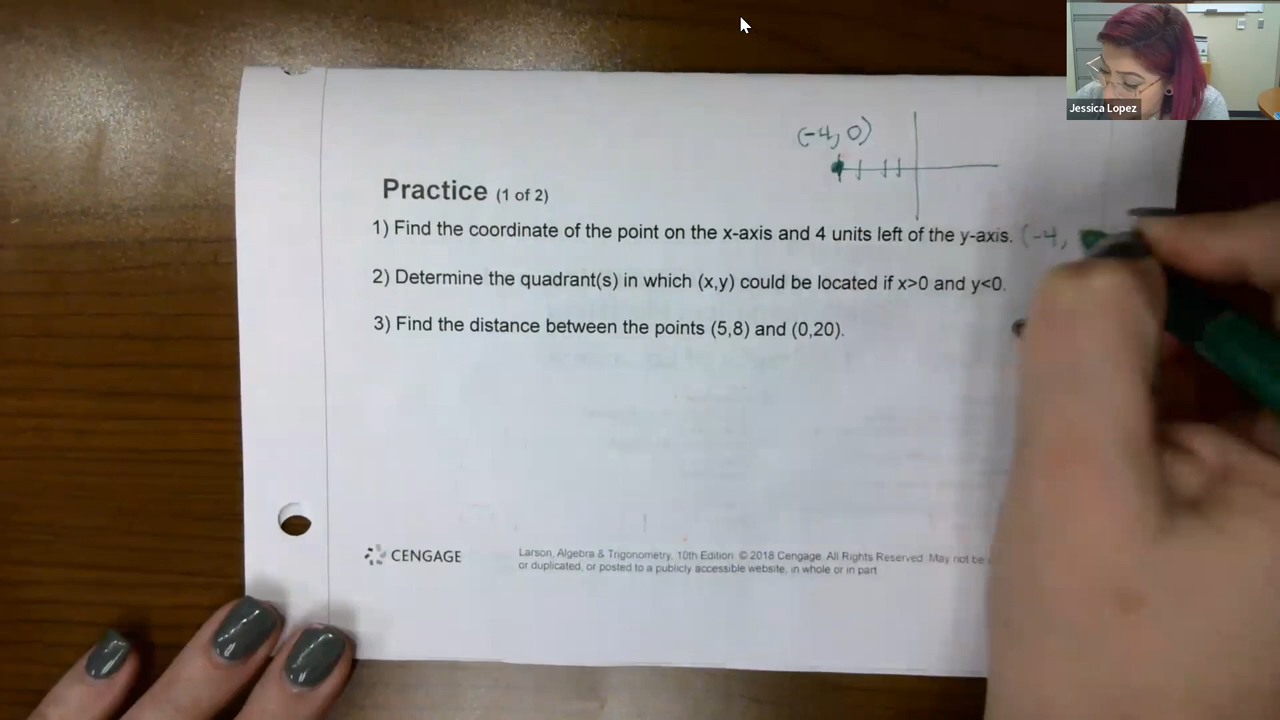 Jessica Lopez
(-4, 0)
Practice (1 of 2)
1) Find the coordinate of the point on the x-axis and 4 units left of the y-axis. (-4,
2) Determine the quadrant(s) in which (x,y) could be located if x>0 and y<0.
3) Find the distance between the points (5,8) and (0,20).
CENGAGE
Larson, Algebra & Trigonometry, 10th Edition. © 2018 Cengage. All Rights Reserved. May not be
or duplicated, or posted to a publicly accessible website, in whole or in part